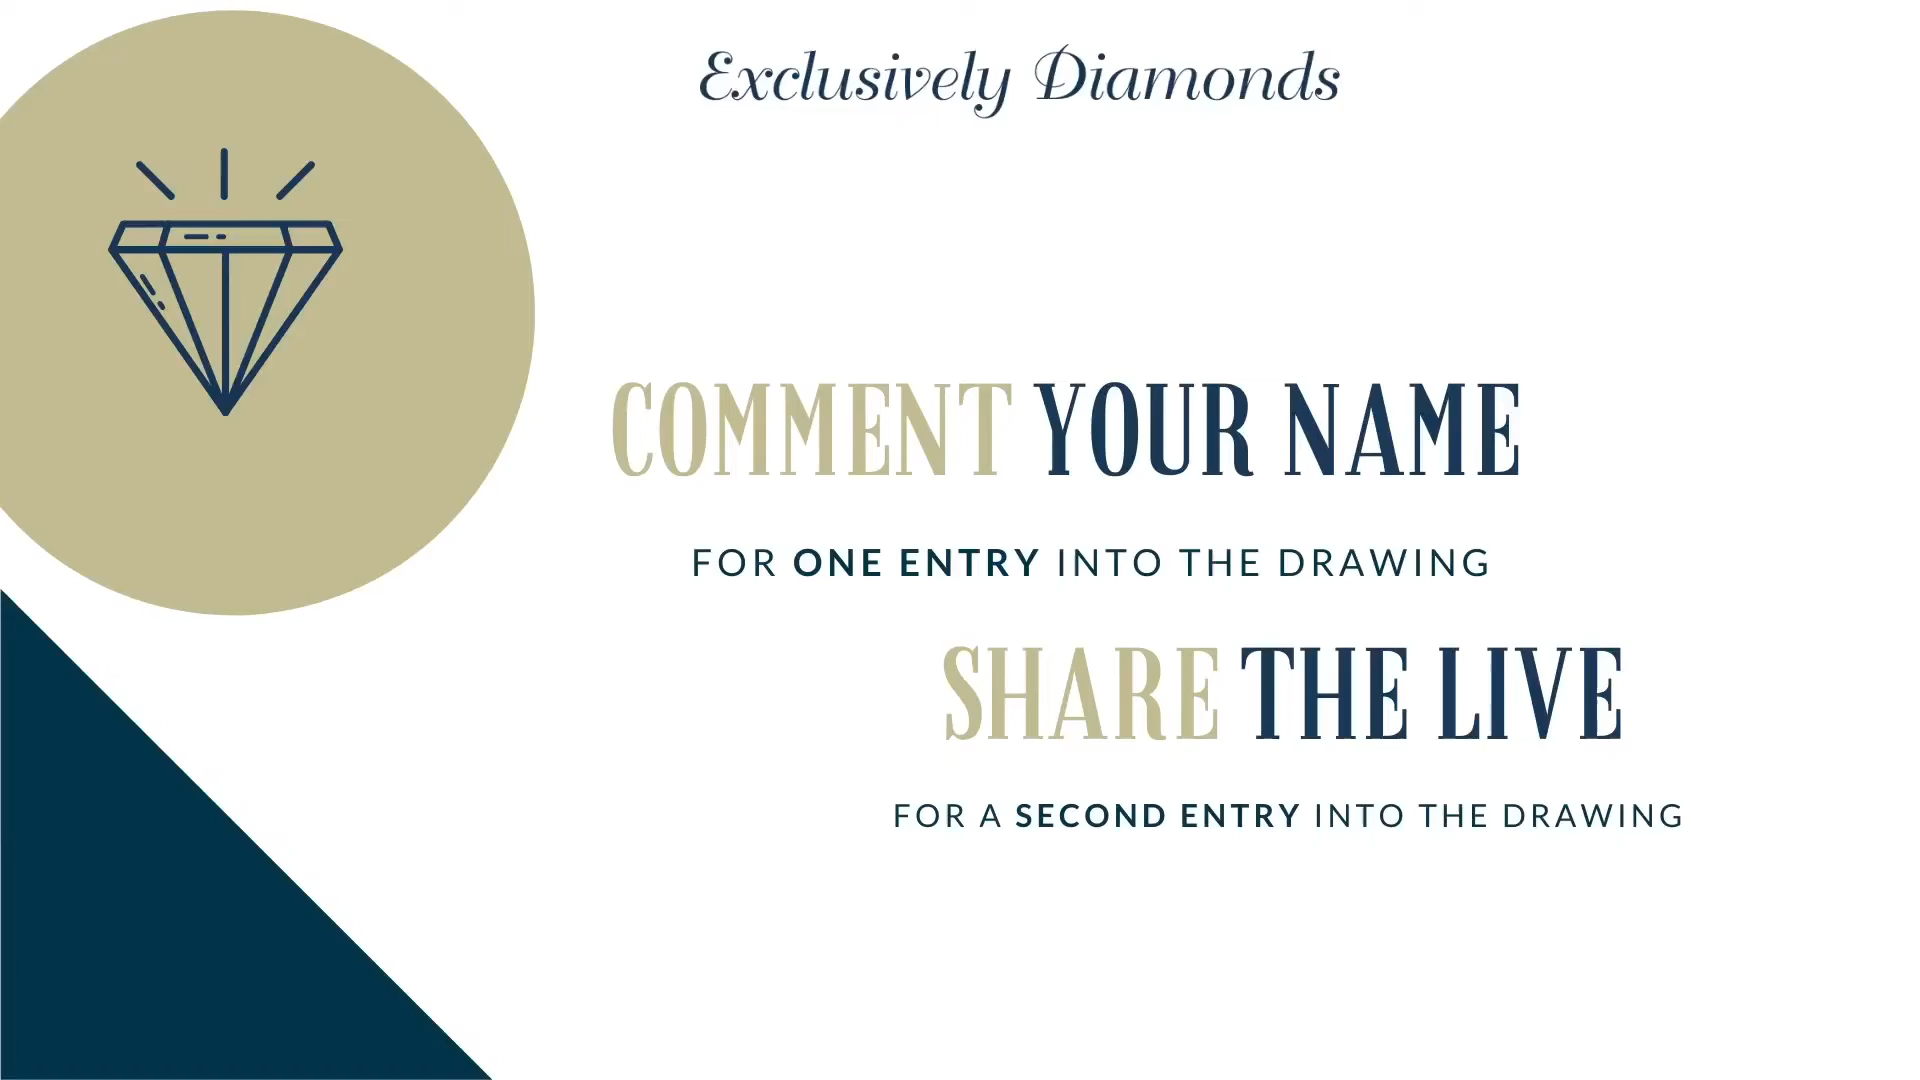 Exclusively Diamonds
COMMENT YOUR NAME
FOR ONE ENTRY INTO THE DRAWING
SHARE THE LIVE
FOR A SECOND ENTRY INTO THE DRAWING